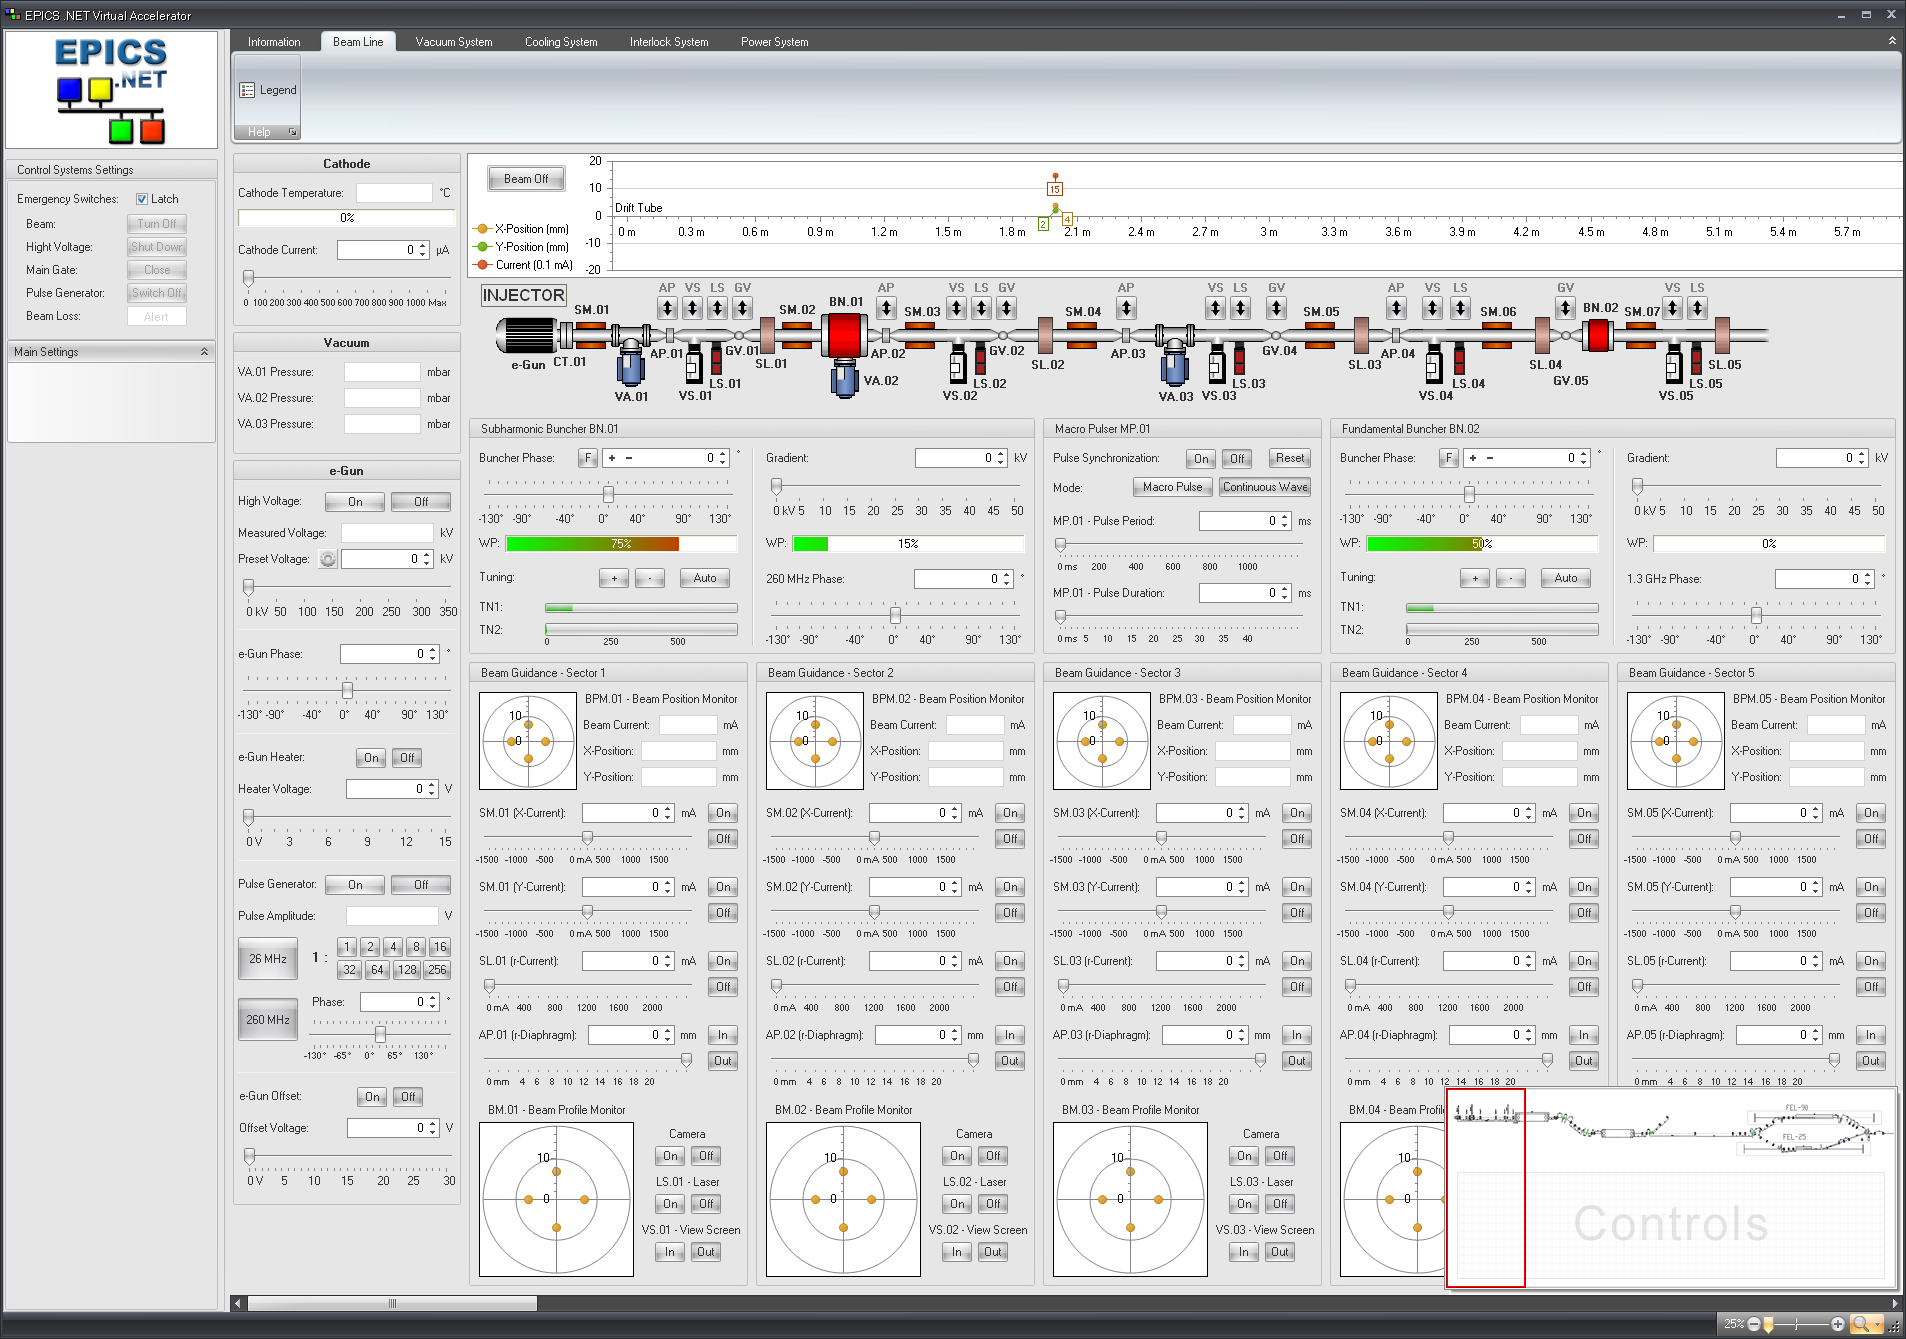 EPICS .NET Virtual Accelerator
EPICS
.NET
Information Beam Line Vacuum System Cooling System Interlock System Power System
Legend
Help
Control Systems Settings
Emergency Switches: Latch
Beam: Turn Off
Hight Voltage: Shut Down
Main Gate: Close
Pulse Generator: Switch Off
Beam Loss: Alert
Main Settings
Cathode
Cathode Temperature: °C
0%
Cathode Current: 0 µA
0 100 200 300 400 500 600 700 800 900 1000 Max
Vacuum
VA.01 Pressure: mbar
VA.02 Pressure: mbar
VA.03 Pressure: mbar
e-Gun
High Voltage: On Off
Measured Voltage: kV
Preset Voltage: 0 kV
0 kV 50 100 150 200 250 300 350
e-Gun Phase: 0 °
-130° -90° -40° 0° 40° 90° 130°
e-Gun Heater: On Off
Heater Voltage: 0 V
0 V 3 6 9 12 15
Pulse Generator: On Off
Pulse Amplitude: V
26 MHz 1 : 1 2 4 8 16
32 64 128 256
260 MHz Phase: 0 °
-130° -65° 0° 65° 130°
e-Gun Offset: On Off
Offset Voltage: 0 V
0 V 5 10 15 20 25 30
Beam Off
X-Position (mm)
Y-Position (mm)
Current (0.1 mA)
20
10
0
-10
-20
Drift Tube
15
2 4
0 m 0.3 m 0.6 m 0.9 m 1.2 m 1.5 m 1.8 m 2.1 m 2.4 m 2.7 m 3 m 3.3 m 3.6 m 3.9 m 4.2 m 4.5 m 4.8 m 5.1 m 5.4 m 5.7 m
INJECTOR
AP VS LS GV AP VS LS GV AP VS LS GV AP VS LS GV VS LS
SM.01 SM.02 BN.01 SM.03 SM.04 SM.05 SM.06 BN.02 SM.07
e-Gun CT.01 AP.01 GV.01 SL.01 AP.02 GV.02 SL.02 AP.03 GV.04 SL.03 AP.04 SL.04 GV.05 SL.05
VA.01 VS.01 LS.01 VA.02 VS.02 LS.02 VA.03 VS.03 LS.03 VS.04 LS.04 VS.05 LS.05
Subharmonic Buncher BN.01
Buncher Phase: F + − 0 °
-130° -90° -40° 0° 40° 90° 130°
WP: 75%
Tuning: + - Auto
TN1:
TN2:
0 250 500
Gradient: 0 kV
0 kV 5 10 15 20 25 30 35 40 45 50
WP: 15%
260 MHz Phase: 0 °
-130° -90° -40° 0° 40° 90° 130°
Macro Pulser MP.01
Pulse Synchronization: On Off Reset
Mode: Macro Pulse Continuous Wave
MP.01 - Pulse Period: 0 ms
0 ms 200 400 600 800 1000
MP.01 - Pulse Duration: 0 ms
0 ms 5 10 15 20 25 30 35 40
Fundamental Buncher BN.02
Buncher Phase: F + − 0 °
-130° -90° -40° 0° 40° 90° 130°
WP: 50%
Tuning: + - Auto
TN1:
TN2:
0 250 500
Gradient: 0 kV
0 kV 5 10 15 20 25 30 35 40 45 50
WP: 0%
1.3 GHz Phase: 0 °
-130° -90° -40° 0° 40° 90° 130°
Beam Guidance - Sector 1
BPM.01 - Beam Position Monitor
10
0
Beam Current: mA
X-Position: mm
Y-Position: mm
SM.01 (X-Current): 0 mA On
Off
-1500 -1000 -500 0 mA 500 1000 1500
SM.01 (Y-Current): 0 mA On
Off
-1500 -1000 -500 0 mA 500 1000 1500
SL.01 (r-Current): 0 mA On
Off
0 mA 400 800 1200 1600 2000
AP.01 (r-Diaphragm): 0 mm In
Out
0 mm 4 6 8 10 12 14 16 18 20
BM.01 - Beam Profile Monitor
10
0
Camera
On Off
LS.01 - Laser
On Off
VS.01 - View Screen
In Out
Beam Guidance - Sector 2
BPM.02 - Beam Position Monitor
10
0
Beam Current: mA
X-Position: mm
Y-Position: mm
SM.02 (X-Current): 0 mA On
Off
-1500 -1000 -500 0 mA 500 1000 1500
SM.02 (Y-Current): 0 mA On
Off
-1500 -1000 -500 0 mA 500 1000 1500
SL.02 (r-Current): 0 mA On
Off
0 mA 400 800 1200 1600 2000
AP.02 (r-Diaphragm): 0 mm In
Out
0 mm 4 6 8 10 12 14 16 18 20
BM.02 - Beam Profile Monitor
10
0
Camera
On Off
LS.02 - Laser
On Off
VS.02 - View Screen
In Out
Beam Guidance - Sector 3
BPM.03 - Beam Position Monitor
10
0
Beam Current: mA
X-Position: mm
Y-Position: mm
SM.03 (X-Current): 0 mA On
Off
-1500 -1000 -500 0 mA 500 1000 1500
SM.03 (Y-Current): 0 mA On
Off
-1500 -1000 -500 0 mA 500 1000 1500
SL.03 (r-Current): 0 mA On
Off
0 mA 400 800 1200 1600 2000
AP.03 (r-Diaphragm): 0 mm In
Out
0 mm 4 6 8 10 12 14 16 18 20
BM.03 - Beam Profile Monitor
10
0
Camera
On Off
LS.03 - Laser
On Off
VS.03 - View Screen
In Out
Beam Guidance - Sector 4
BPM.04 - Beam Position Monitor
10
0
Beam Current: mA
X-Position: mm
Y-Position: mm
SM.04 (X-Current): 0 mA On
Off
-1500 -1000 -500 0 mA 500 1000 1500
SM.04 (Y-Current): 0 mA On
Off
-1500 -1000 -500 0 mA 500 1000 1500
SL.04 (r-Current): 0 mA On
Off
0 mA 400 800 1200 1600 2000
AP.04 (r-Diaphragm): 0 mm In
Out
0 mm 4 6 8 10 12 14 16 18 20
BM.04 - Beam Pro
10
0
Beam Guidance - Sector 5
BPM.05 - Beam Position Monitor
10
0
Beam Current: mA
X-Position: mm
Y-Position: mm
SM.05 (X-Current): 0 mA On
Off
-1500 -1000 -500 0 mA 500 1000 1500
SM.05 (Y-Current): 0 mA On
Off
-1500 -1000 -500 0 mA 500 1000 1500
SL.05 (r-Current): 0 mA On
Off
0 mA 400 800 1200 1600 2000
AP.05 (r-Diaphragm): 0 mm In
Out
0 mm 4 6 8 10 12 14 16 18 20
FEL-90
FEL-25
Controls
25%